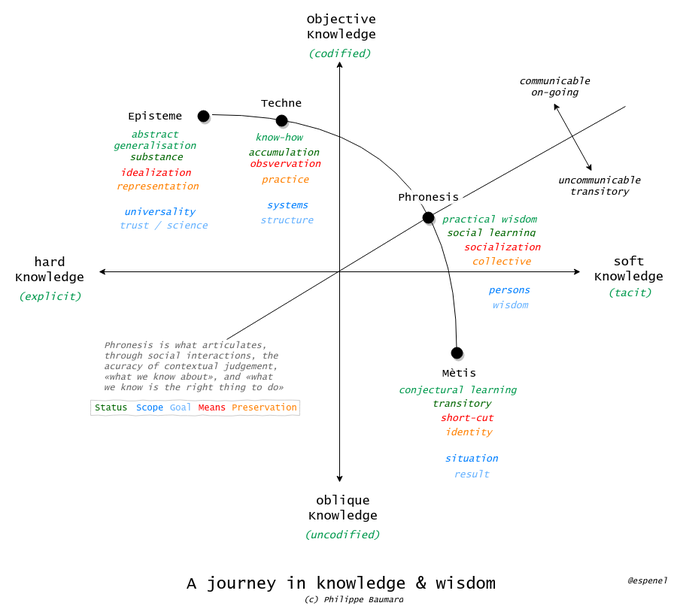 Objective
Knowledge
(codified)
communicable
on-going
Techne
Episteme
abstract
generalisation
substance
idealization
representation
universality
trust / science
know-how
accumulation
obsvervation
practice
systems
structure
uncommunicable
transitory
Phronesis
practical wisdom
social learning
socialization
collective
persons
wisdom
hard
Knowledge
(explicit)
soft
Knowledge
(tacit)
Phronesis is what articulates,
through social interactions, the
acuracy of contextual judgement,
«what we know about», and «what
we know is the right thing to do»
Status Scope Goal Means Preservation
Mètis
conjectural learning
transitory
short-cut
identity
situation
result
oblique
Knowledge
(uncodified)
A journey in knowledge & wisdom
(c) Philippe Baumaro
@espenel